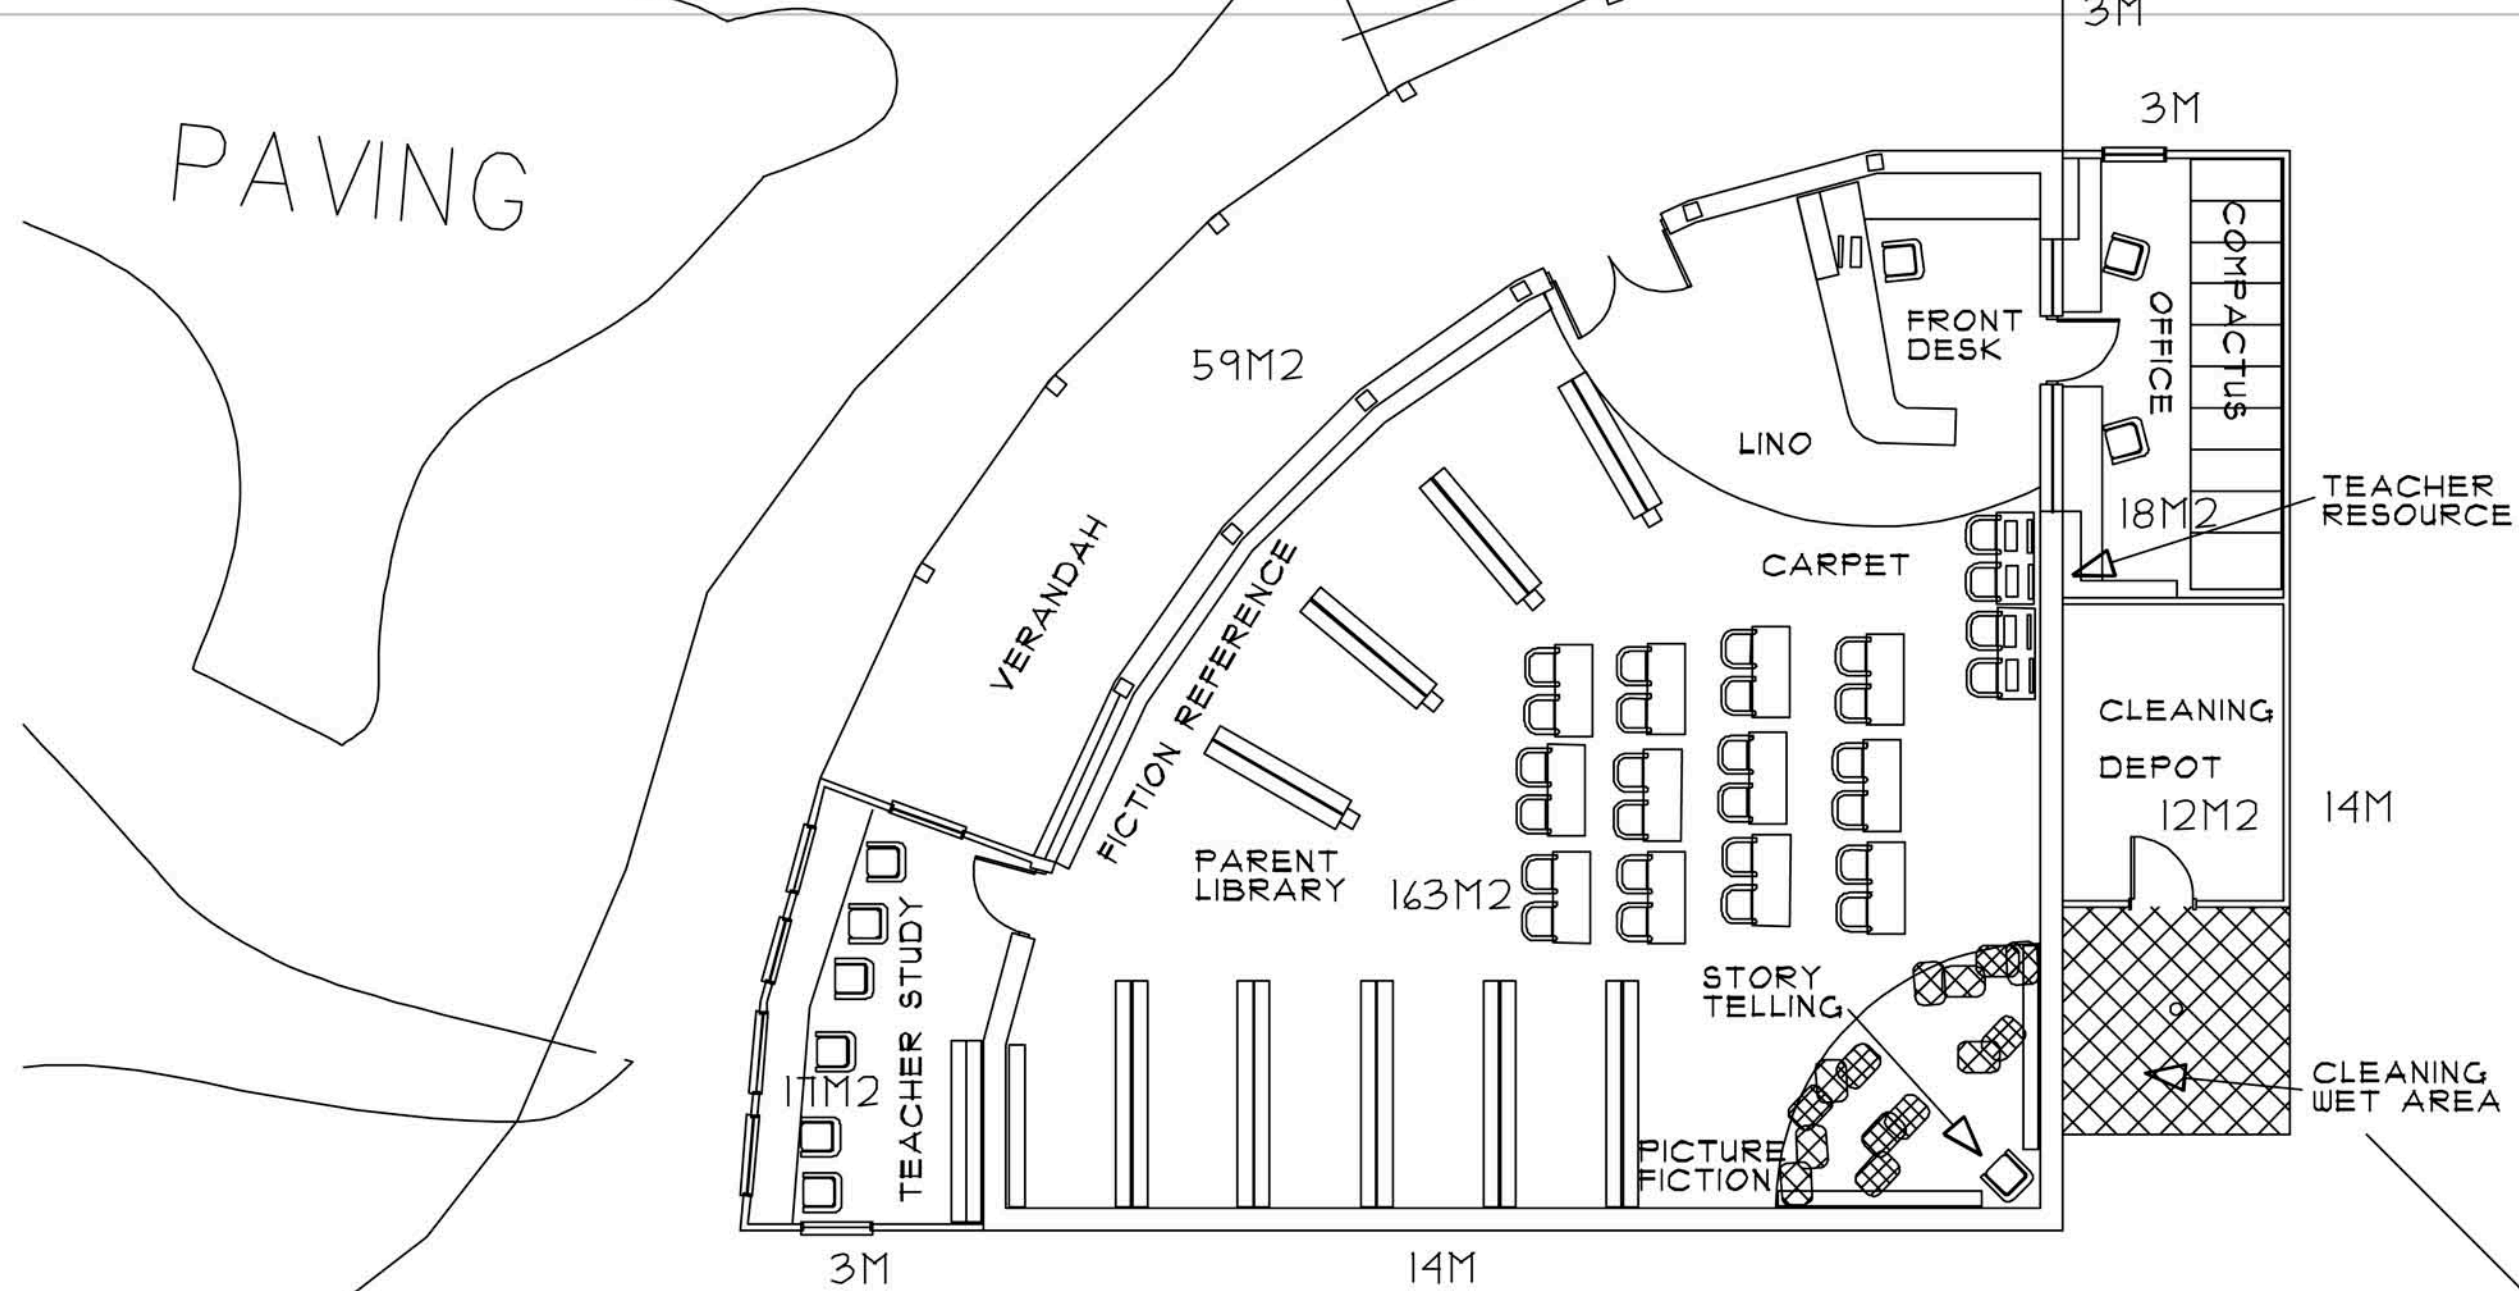 3M
PAVING
3M
COMPACTUS
OFFICE
FRONT
DESK
59M2
LINO
TEACHER
RESOURCE
18M2
VERANDAH
FICTION REFERENCE
CARPET
CLEANING
DEPOT
12M2
14M
PARENT
LIBRARY
163M2
TEACHER STUDY
17M2
STORY
TELLING
CLEANING
WET AREA
PICTURE
FICTION
3M
14M